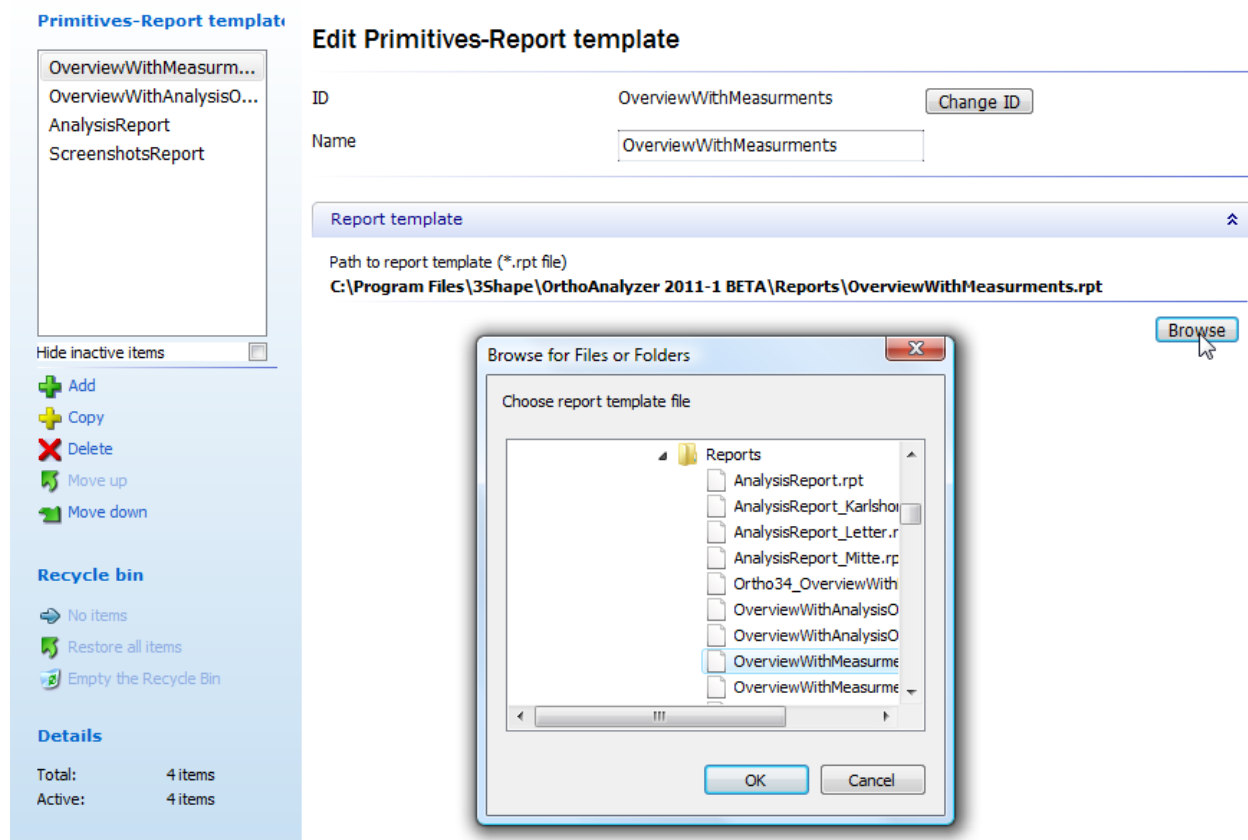 Primitives-Report template
OverviewWithMeasurm...
OverviewWithAnalysisO...
AnalysisReport
ScreenshotsReport
Hide inactive items
Add
Copy
Delete
Move up
Move down
Recycle bin
No items
Restore all items
Empty the Recycle Bin
Details
Total: 4 items
Active: 4 items
Edit Primitives-Report template
ID OverviewWithMeasurments Change ID
Name OverviewWithMeasurments
Report template
Path to report template (*.rpt file)
C:\Program Files\3Shape\OrthoAnalyzer 2011-1 BETA\Reports\OverviewWithMeasurments.rpt
Browse
Browse for Files or Folders
Choose report template file
Reports
AnalysisReport.rpt
AnalysisReport_Karlshor
AnalysisReport_Letter.r
AnalysisReport_Mitte.rp
Ortho34_OverviewWith
OverviewWithAnalysisO
OverviewWithAnalysisO
OverviewWithMeasurme
OverviewWithMeasurme
OK Cancel